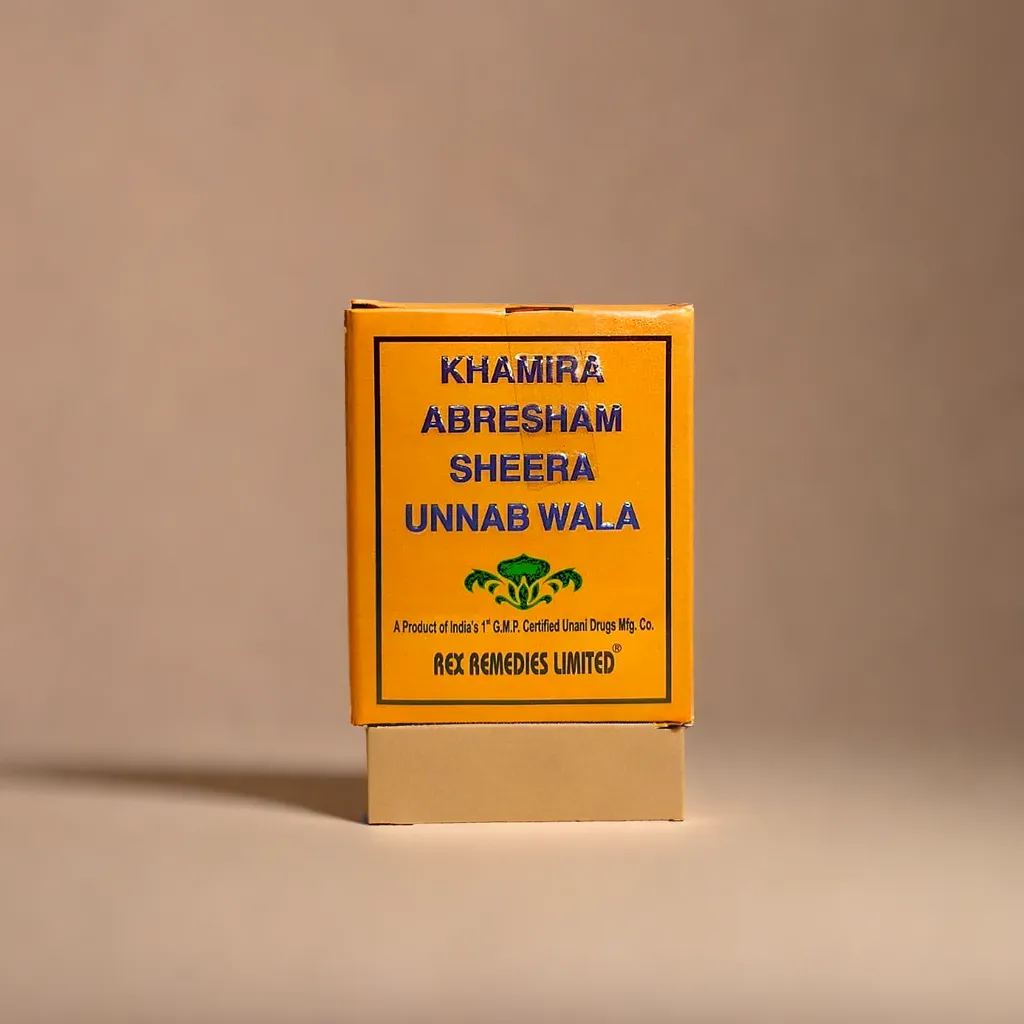 KHAMIRA
ABRESHAM
SHEERA
UNNAB WALA
A Product of India's 1st G.M.P. Certified Unani Drugs Mfg. Co.
REX REMEDIES LIMITED®